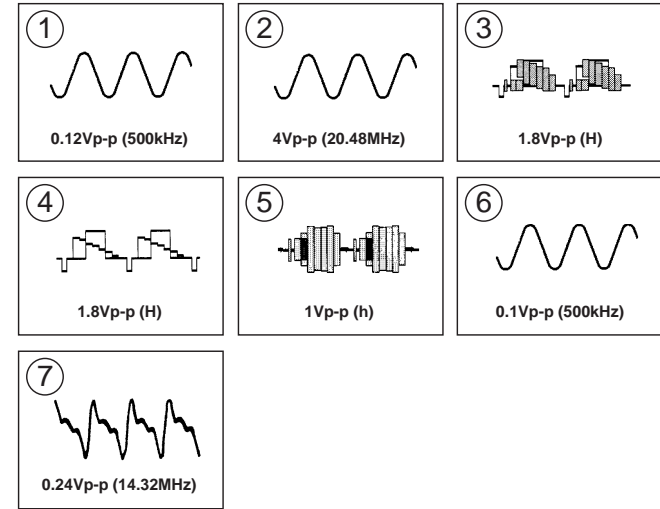 1
0.12Vp-p (500kHz)
2
4Vp-p (20.48MHz)
3
1.8Vp-p (H)
4
1.8Vp-p (H)
5
1Vp-p (h)
6
0.1Vp-p (500kHz)
7
0.24Vp-p (14.32MHz)